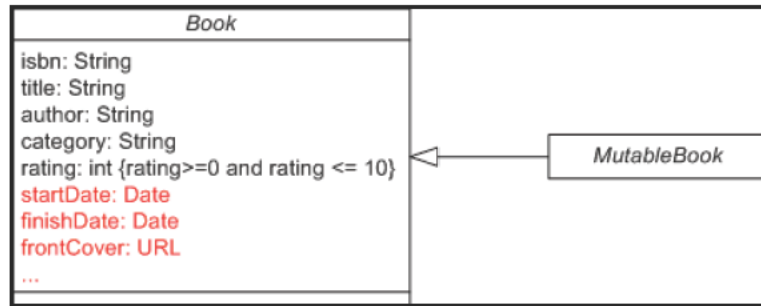 Book
isbn: String
title: String
author: String
category: String
rating: int {rating>=0 and rating <= 10}
startDate: Date
finishDate: Date
frontCover: URL
...
MutableBook